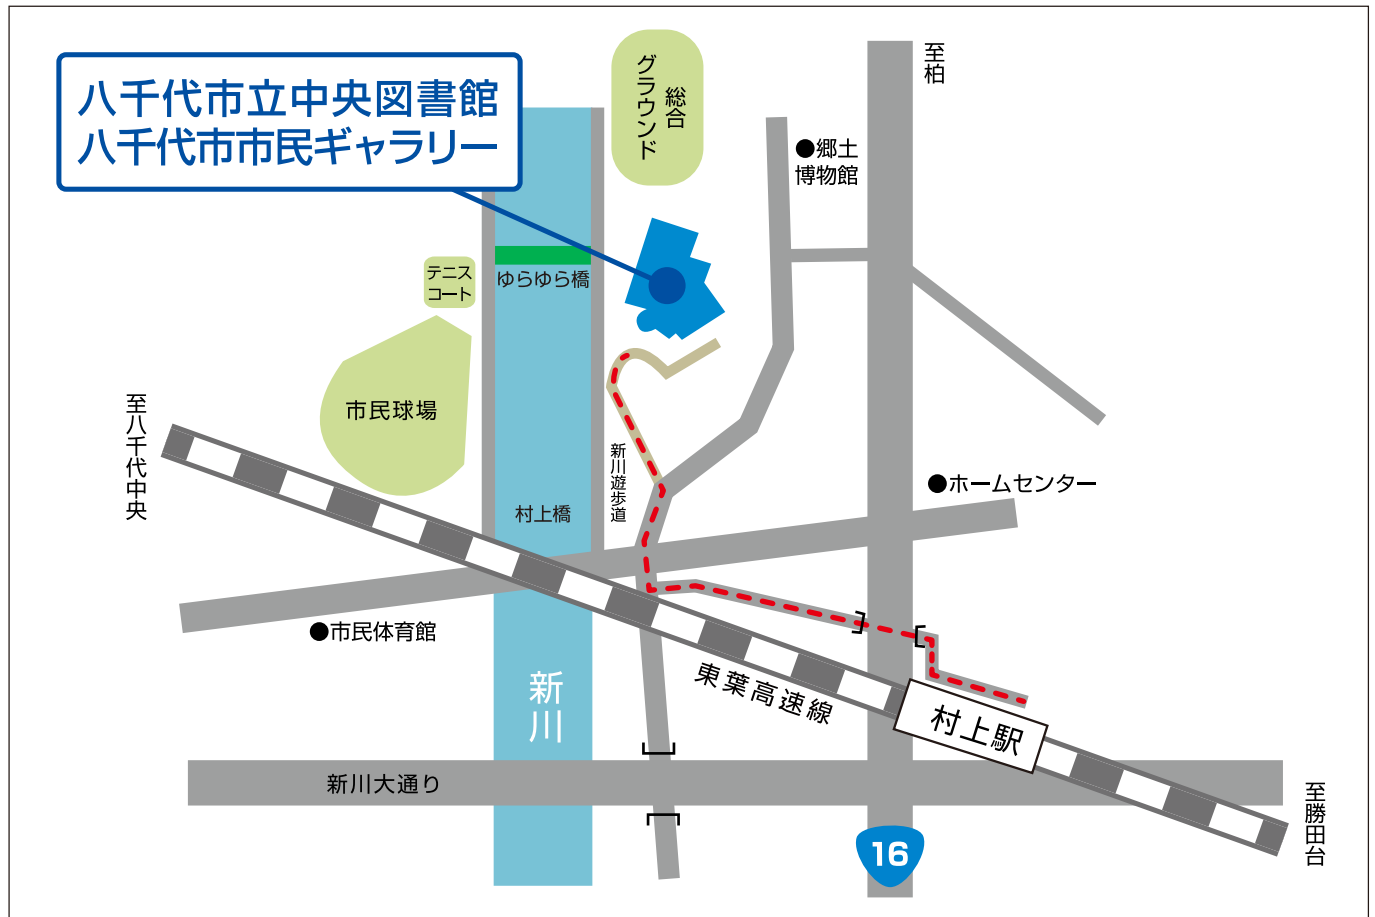 八千代市立中央図書館
八千代市市民ギャラリー
総合
グラウンド
至柏
●郷土
博物館
テニス
コート
ゆらゆら橋
市民球場
至八千代中央
新川遊歩道
●ホームセンター
村上橋
●市民体育館
新川
東葉高速線
村上駅
新川大通り
至勝田台
16